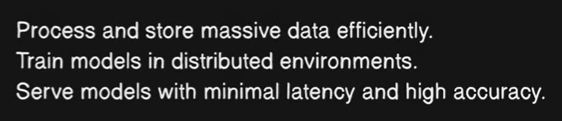 Process and store massive data efficiently.
Train models in distributed environments.
Serve models with minimal latency and high accuracy.